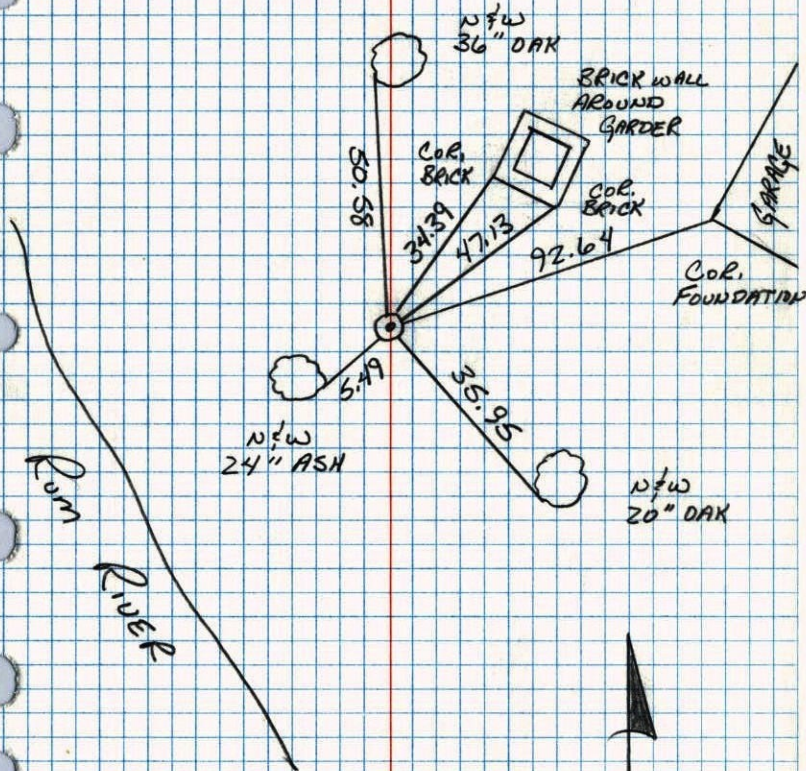 N & W
36" OAK
BRICK WALL
AROUND
GARDER
COR.
BRICK
COR.
BRICK
GARAGE
50.58
34.39
47.13
92.64
COR.
FOUNDATION
5.49
35.95
N & W
24" ASH
N & W
20" OAK
RUM
RIVER